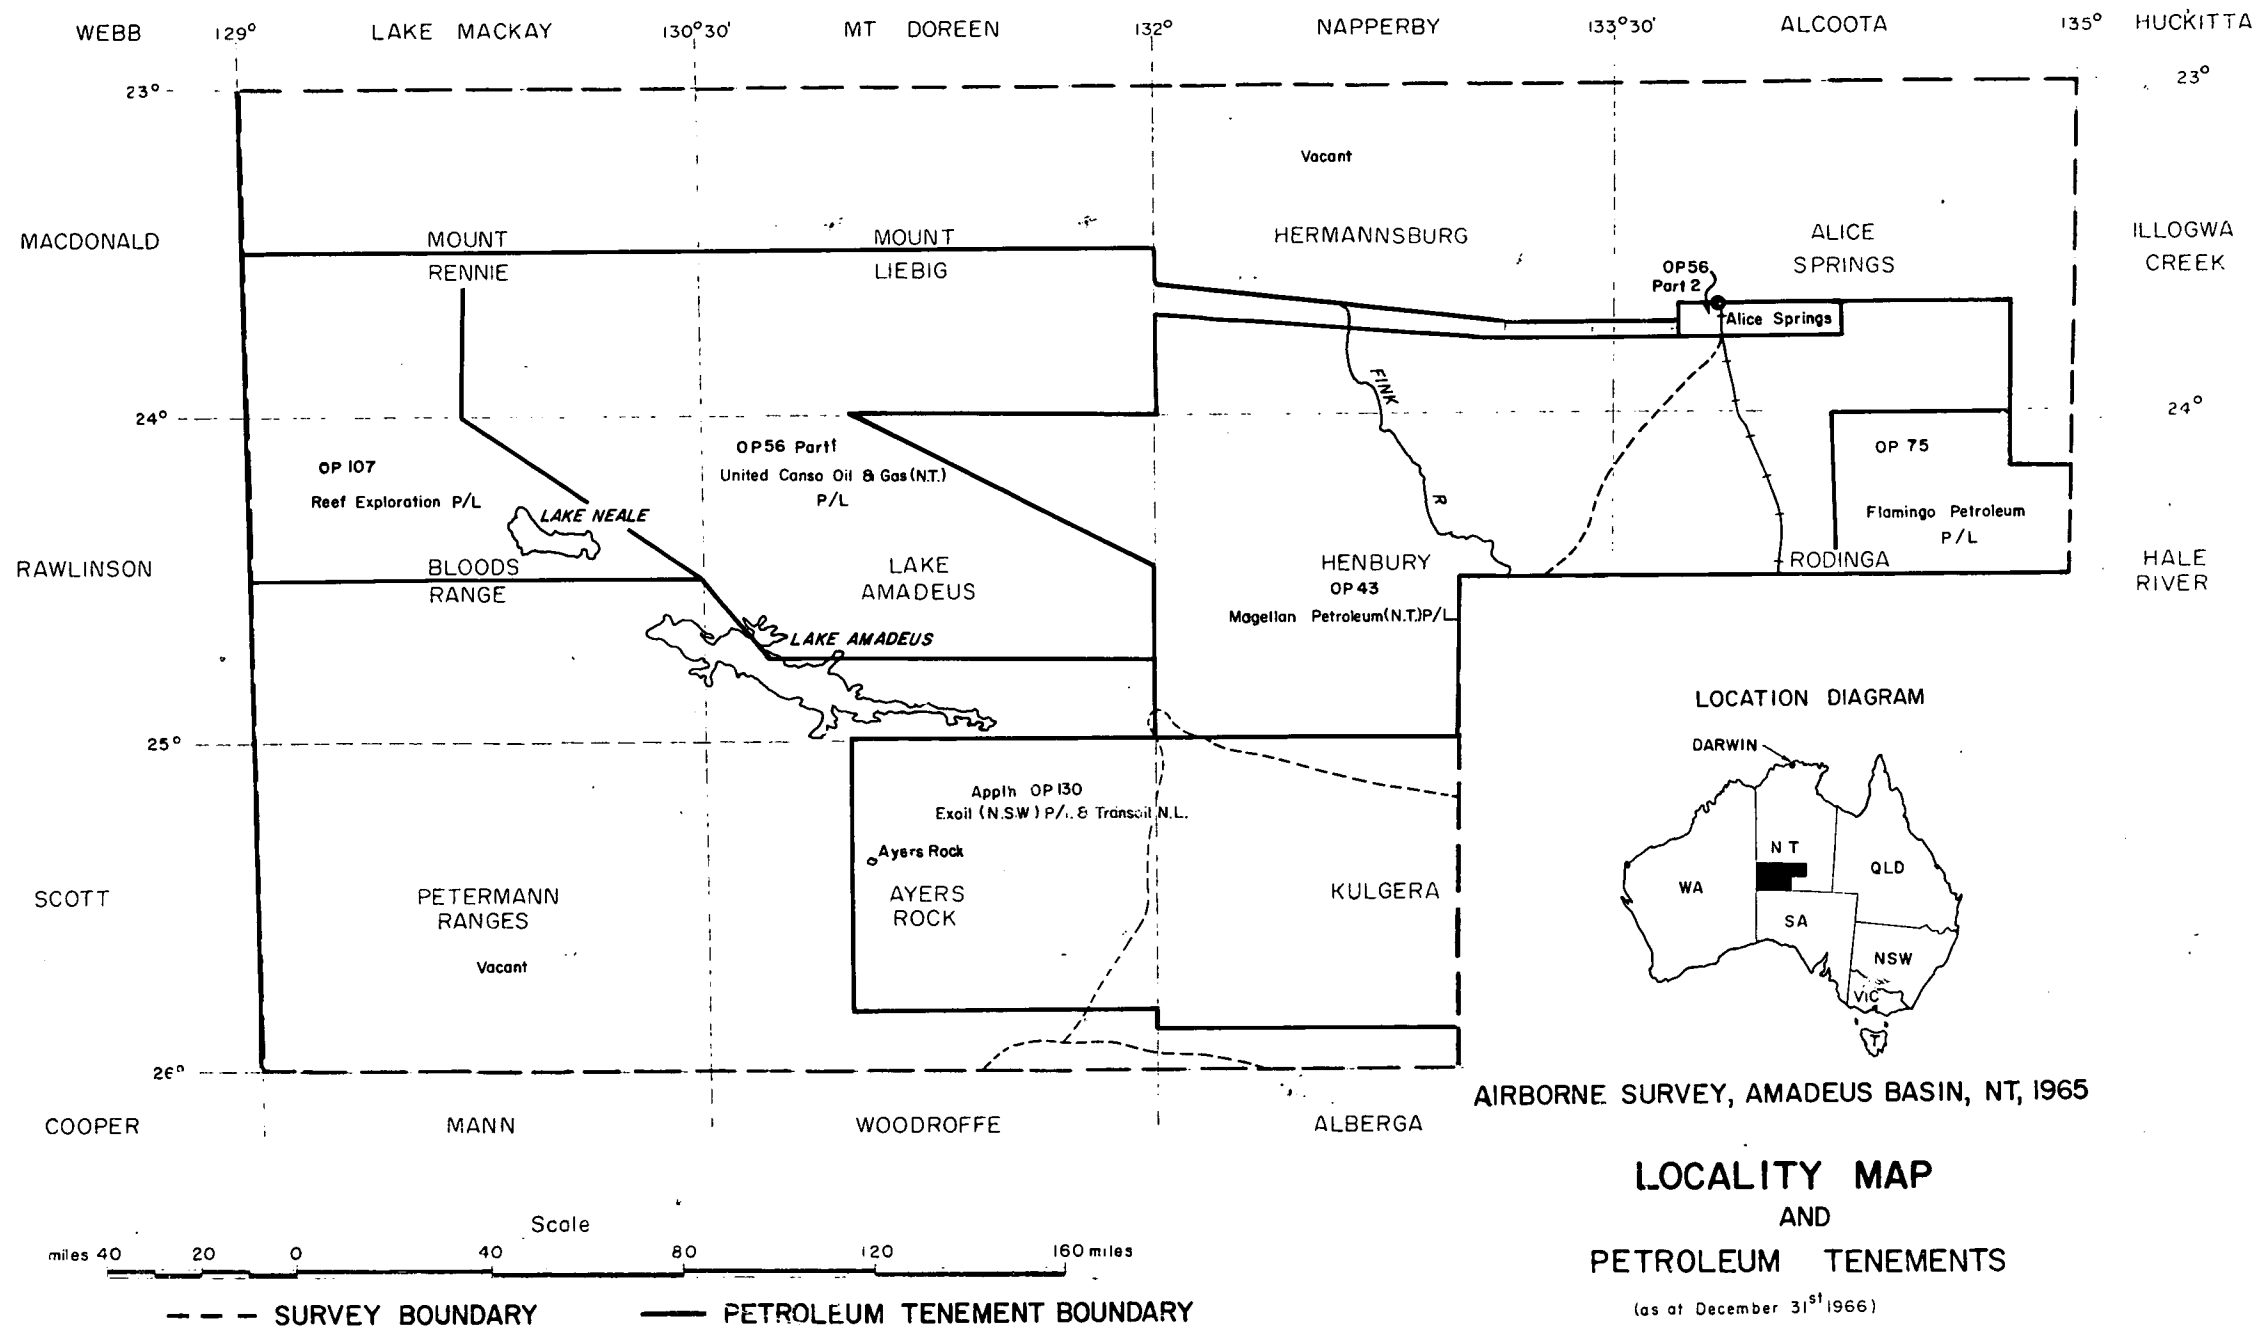 WEBB 129° LAKE MACKAY 130°30' MT DOREEN 132° NAPPERBY 133°30' ALCOOTA 135° HUCKITTA
23° 23°
Vacant
MACDONALD MOUNT MOUNT HERMANNSBURG ALICE ILLOGWA
RENNIE LIEBIG SPRINGS CREEK
OP56
Part 2
Alice Springs
FINK
R
24° 24°
OP 107
Reef Exploration P/L
OP56 Part1
United Canso Oil & Gas (N.T.)
P/L
OP 75
Flamingo Petroleum
P/L
LAKE NEALE
RAWLINSON BLOODS LAKE HENBURY RODINGA HALE
RANGE AMADEUS RIVER
OP43
Magellan Petroleum(N.T.)P/L
LAKE AMADEUS
25°
Appl'n OP130
Exoil (N.S.W) P/L. & Transoil N.L.
Ayers Rock
SCOTT PETERMANN AYERS KULGERA
RANGES ROCK
Vacant
26°
COOPER MANN WOODROFFE ALBERGA
LOCATION DIAGRAM
DARWIN
NT
WA
QLD
SA
NSW
VIC
T
AIRBORNE SURVEY, AMADEUS BASIN, NT, 1965
LOCALITY MAP
AND
PETROLEUM TENEMENTS
(as at December 31st 1966)
Scale
miles 40 20 0 40 80 120 160 miles
SURVEY BOUNDARY PETROLEUM TENEMENT BOUNDARY